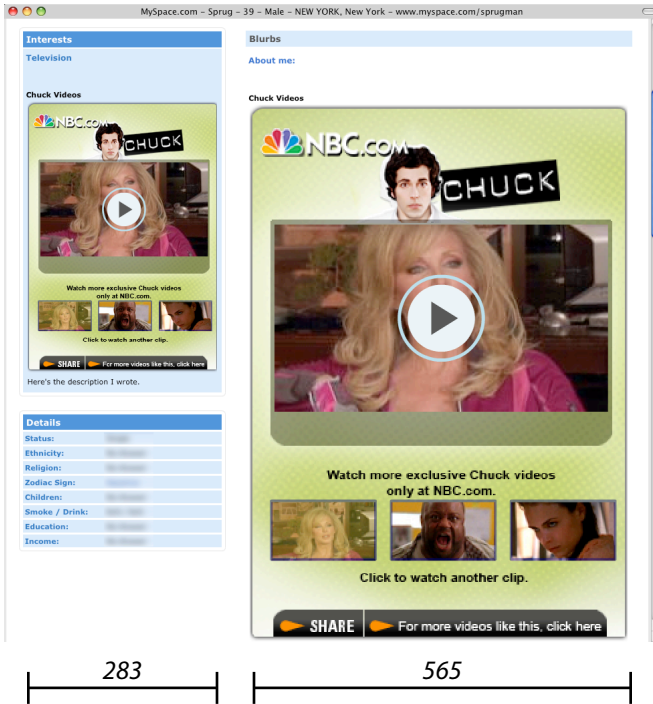 MySpace.com – Sprug – 39 – Male – NEW YORK, New York – www.myspace.com/sprugman
Interests
Television
Chuck Videos
NBC.com
CHUCK
Watch more exclusive Chuck videos
only at NBC.com.
Click to watch another clip.
SHARE
For more videos like this, click here
Here's the description I wrote.
Details
Status:
Ethnicity:
Religion:
Zodiac Sign:
Children:
Smoke / Drink:
Education:
Income:
Blurbs
About me:
Chuck Videos
NBC.com
CHUCK
Watch more exclusive Chuck videos
only at NBC.com.
Click to watch another clip.
SHARE
For more videos like this, click here
283
565